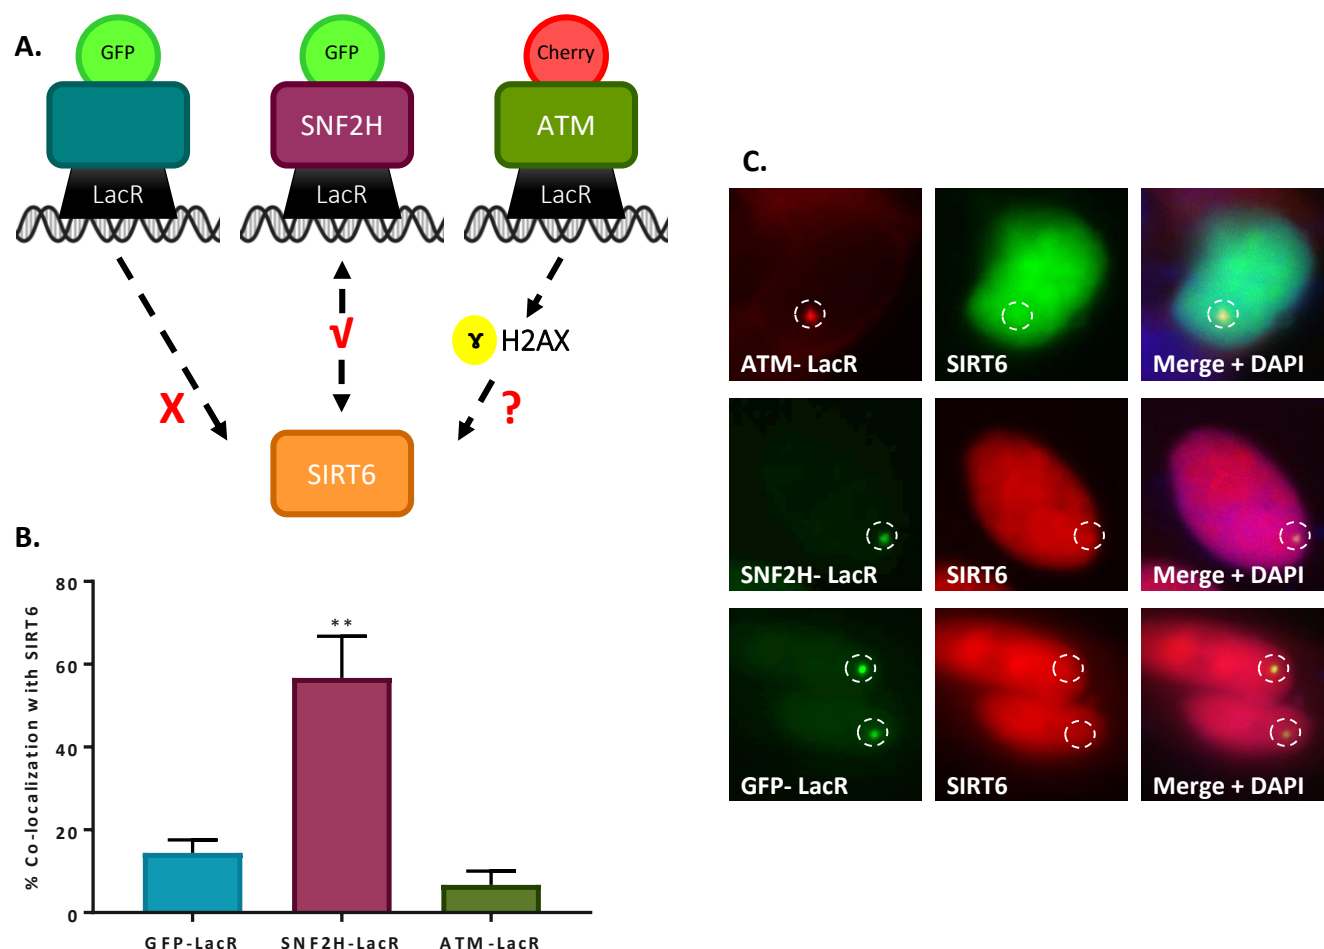 A.
GFP
GFP
Cherry
SNF2H
ATM
LacR
LacR
LacR
X
√
ɤ H2AX
?
SIRT6
B.
% Co-localization with SIRT6
80
60
40
20
0
**
GFP-LacR
SNF2H-LacR
ATM-LacR
C.
ATM- LacR
SIRT6
Merge + DAPI
SNF2H- LacR
SIRT6
Merge + DAPI
GFP- LacR
SIRT6
Merge + DAPI